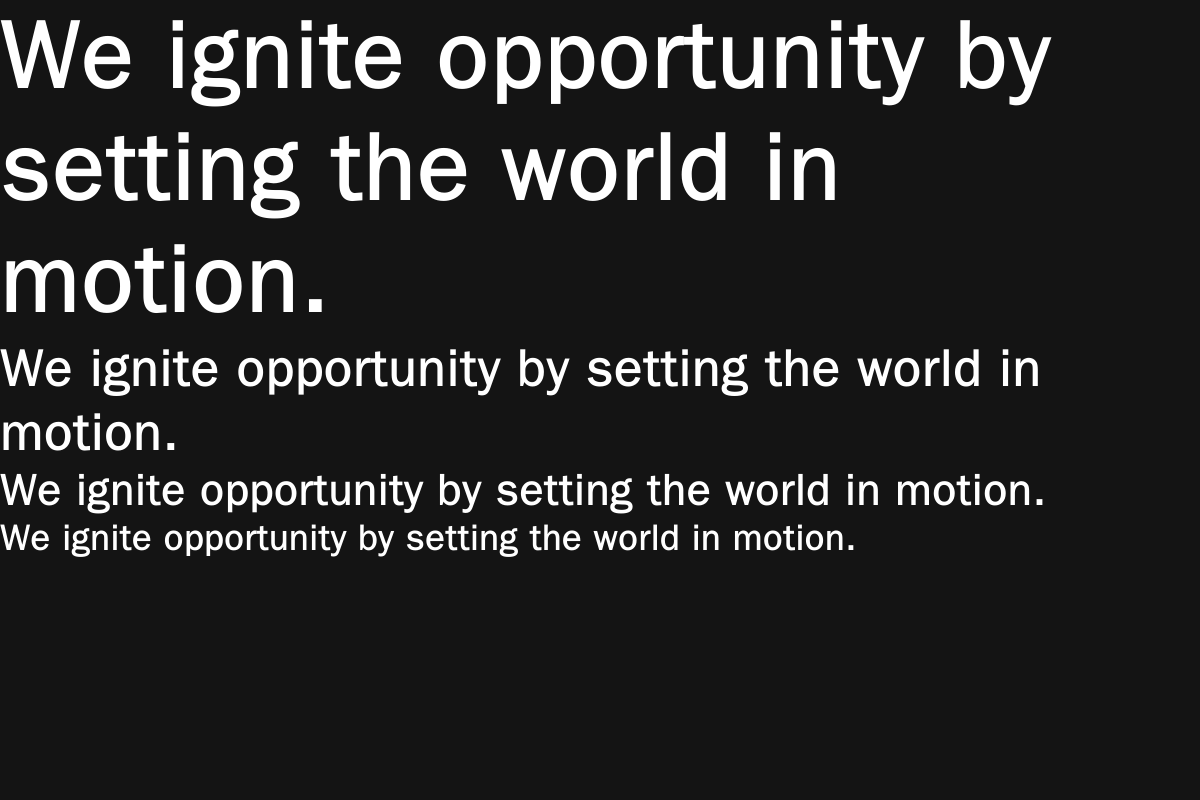 We ignite opportunity by
setting the world in
motion.
We ignite opportunity by setting the world in
motion.
We ignite opportunity by setting the world in motion.
We ignite opportunity by setting the world in motion.